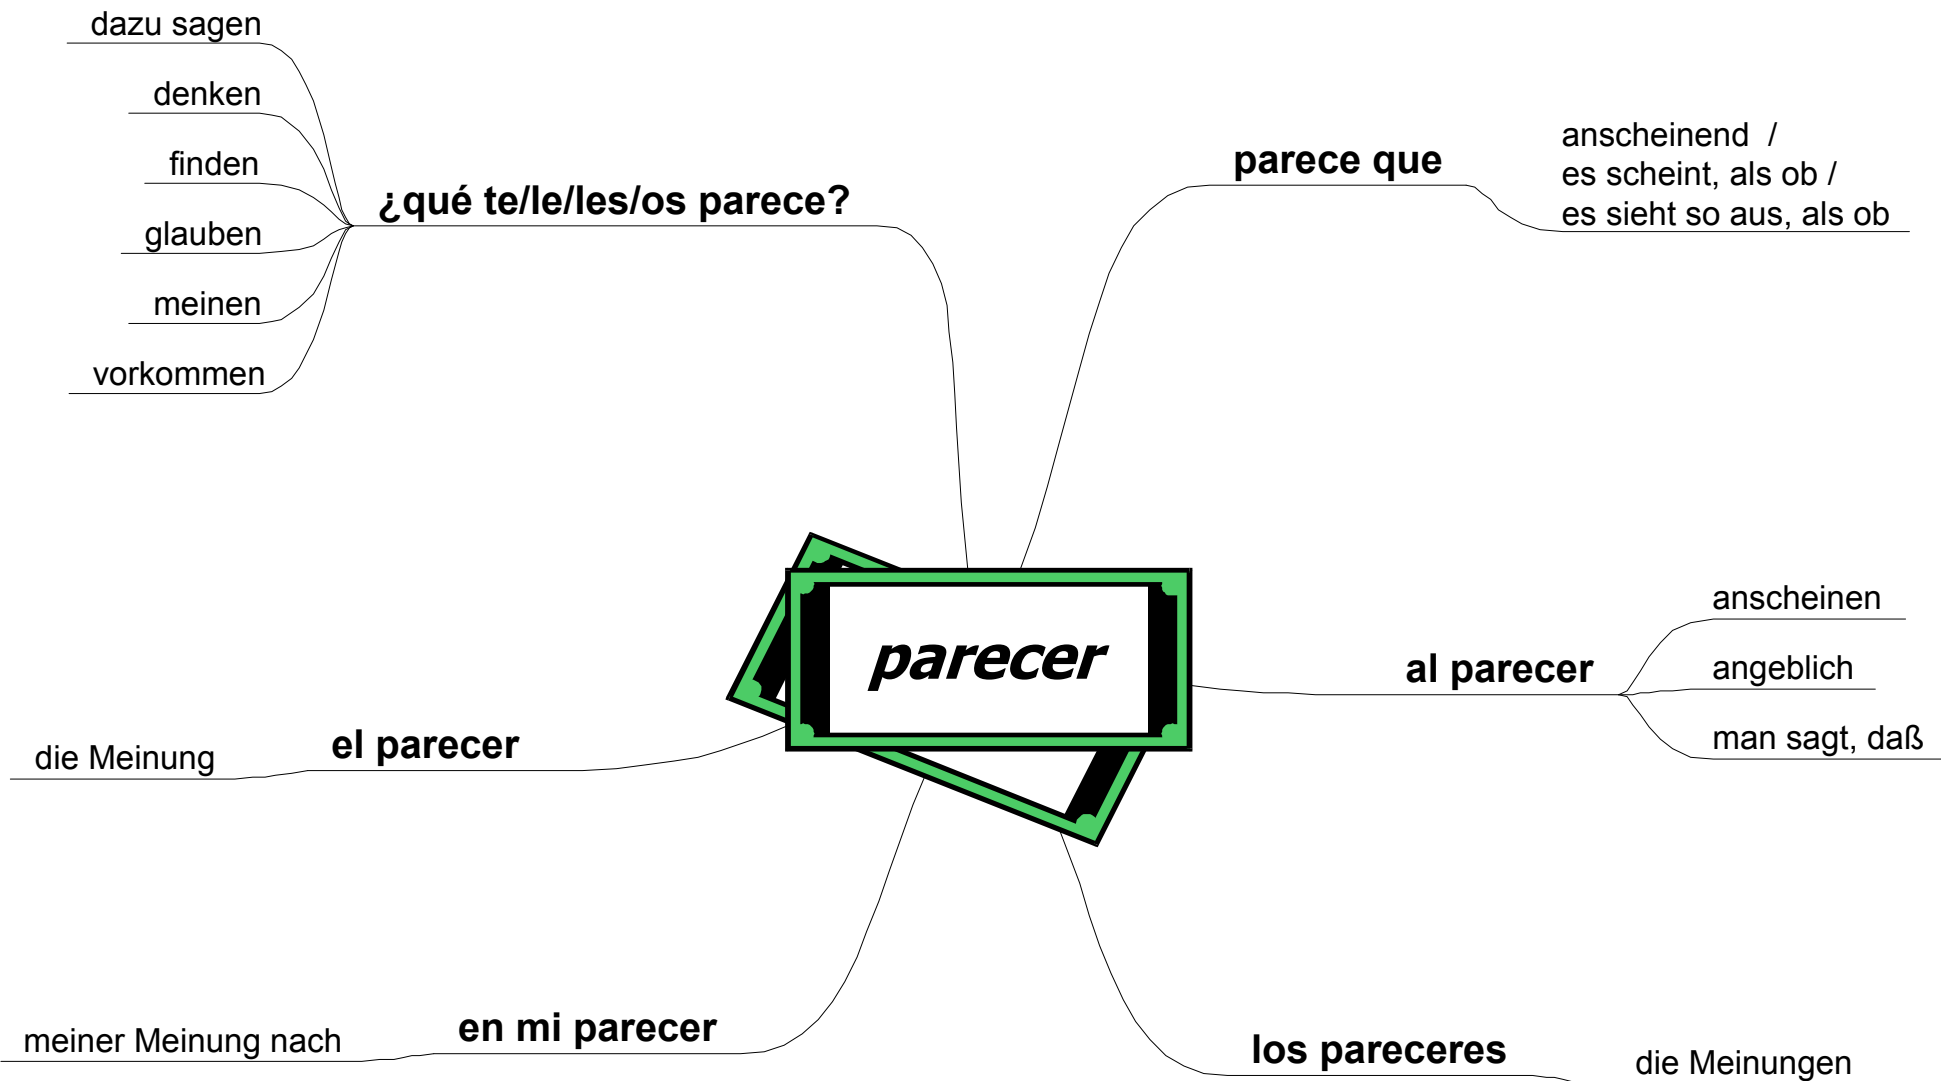 dazu sagen
denken
finden
glauben
meinen
vorkommen
¿qué te/le/les/os parece?
parece que
anscheinend /
es scheint, als ob /
es sieht so aus, als ob
parecer
al parecer
anscheinen
angeblich
man sagt, daß
el parecer
die Meinung
en mi parecer
meiner Meinung nach
los pareceres
die Meinungen